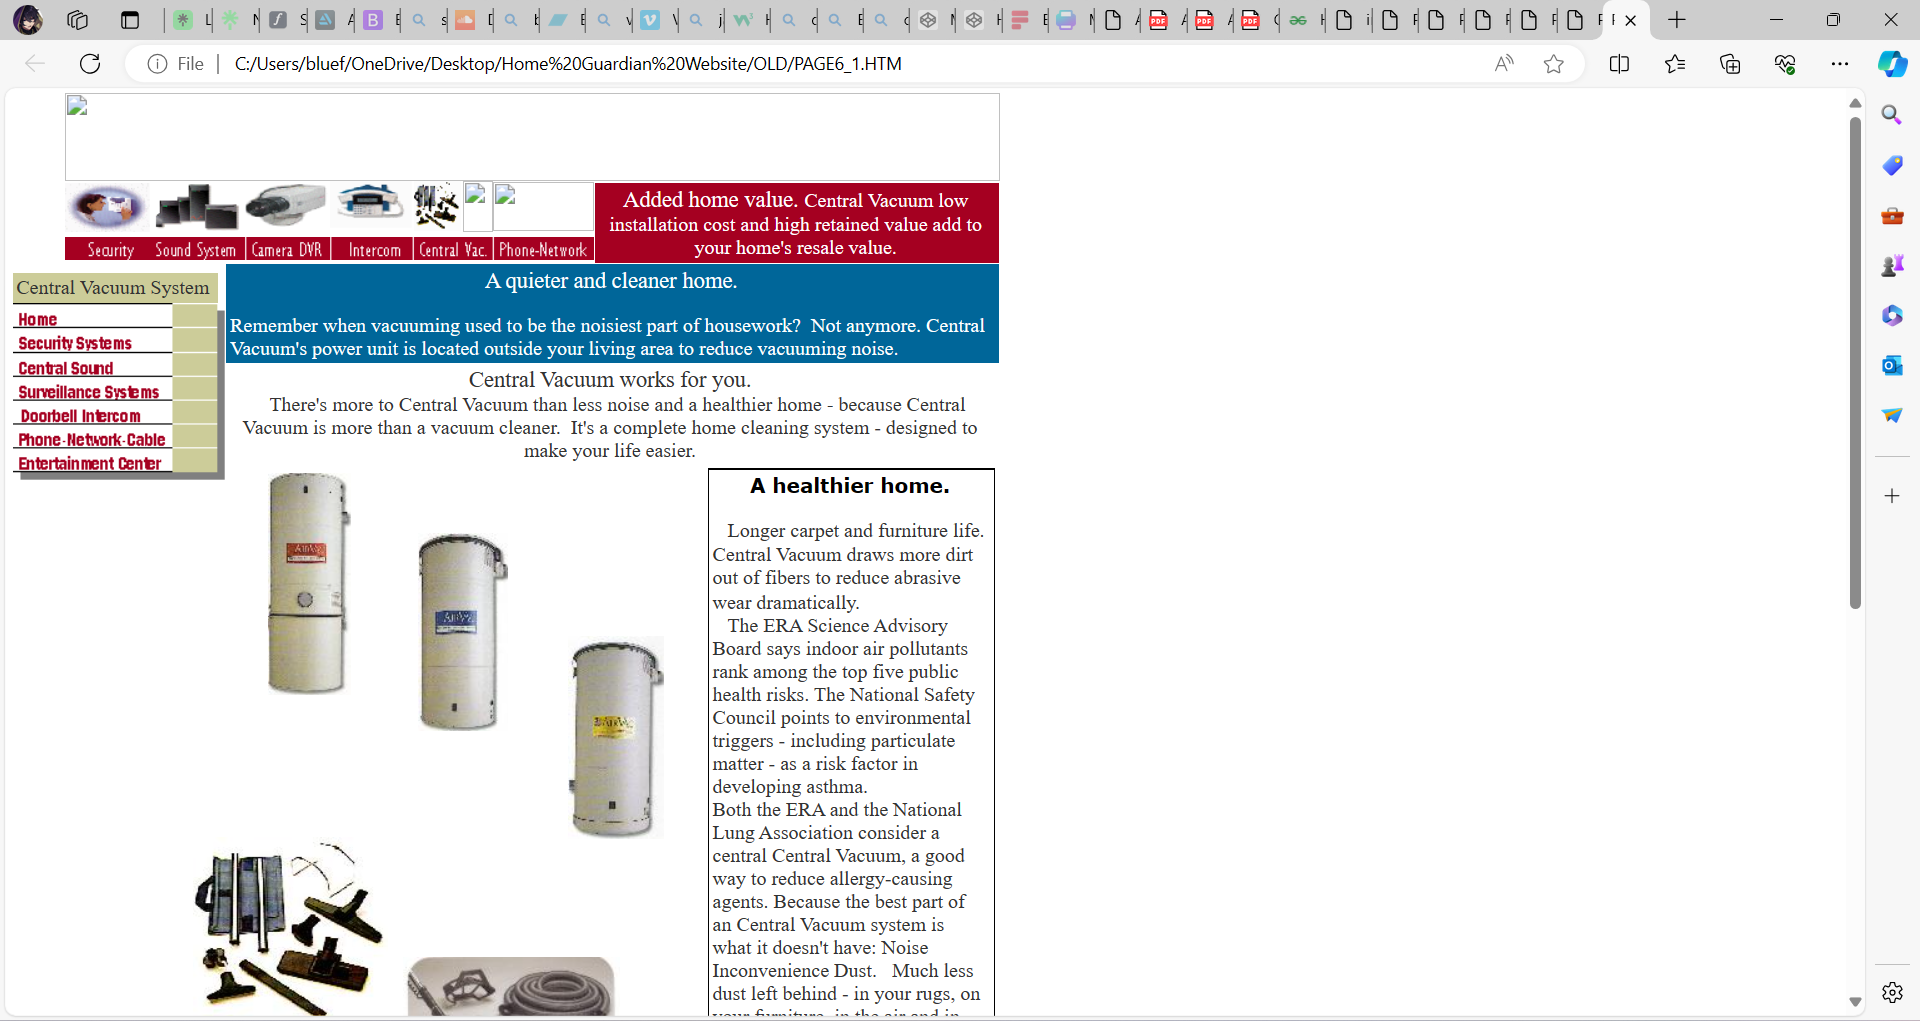 File
C:/Users/bluef/OneDrive/Desktop/Home%20Guardian%20Website/OLD/PAGE6_1.HTM
Security
Sound System
Camera DVR
Intercom
Central Vac.
Phone-Network
Added home value. Central Vacuum low
installation cost and high retained value add to
your home's resale value.
Central Vacuum System
Home
Security Systems
Central Sound
Surveillance Systems
Doorbell Intercom
Phone-Network-Cable
Entertainment Center
A quieter and cleaner home.
Remember when vacuuming used to be the noisiest part of housework?  Not anymore. Central
Vacuum's power unit is located outside your living area to reduce vacuuming noise.
Central Vacuum works for you.
There's more to Central Vacuum than less noise and a healthier home - because Central
Vacuum is more than a vacuum cleaner.  It's a complete home cleaning system - designed to
make your life easier.
A healthier home.
Longer carpet and furniture life.
Central Vacuum draws more dirt
out of fibers to reduce abrasive
wear dramatically.
The ERA Science Advisory
Board says indoor air pollutants
rank among the top five public
health risks. The National Safety
Council points to environmental
triggers - including particulate
matter - as a risk factor in
developing asthma.
Both the ERA and the National
Lung Association consider a
central Central Vacuum, a good
way to reduce allergy-causing
agents. Because the best part of
an Central Vacuum system is
what it doesn't have: Noise
Inconvenience Dust.   Much less
dust left behind - in your rugs, on
your furniture, in the air and in